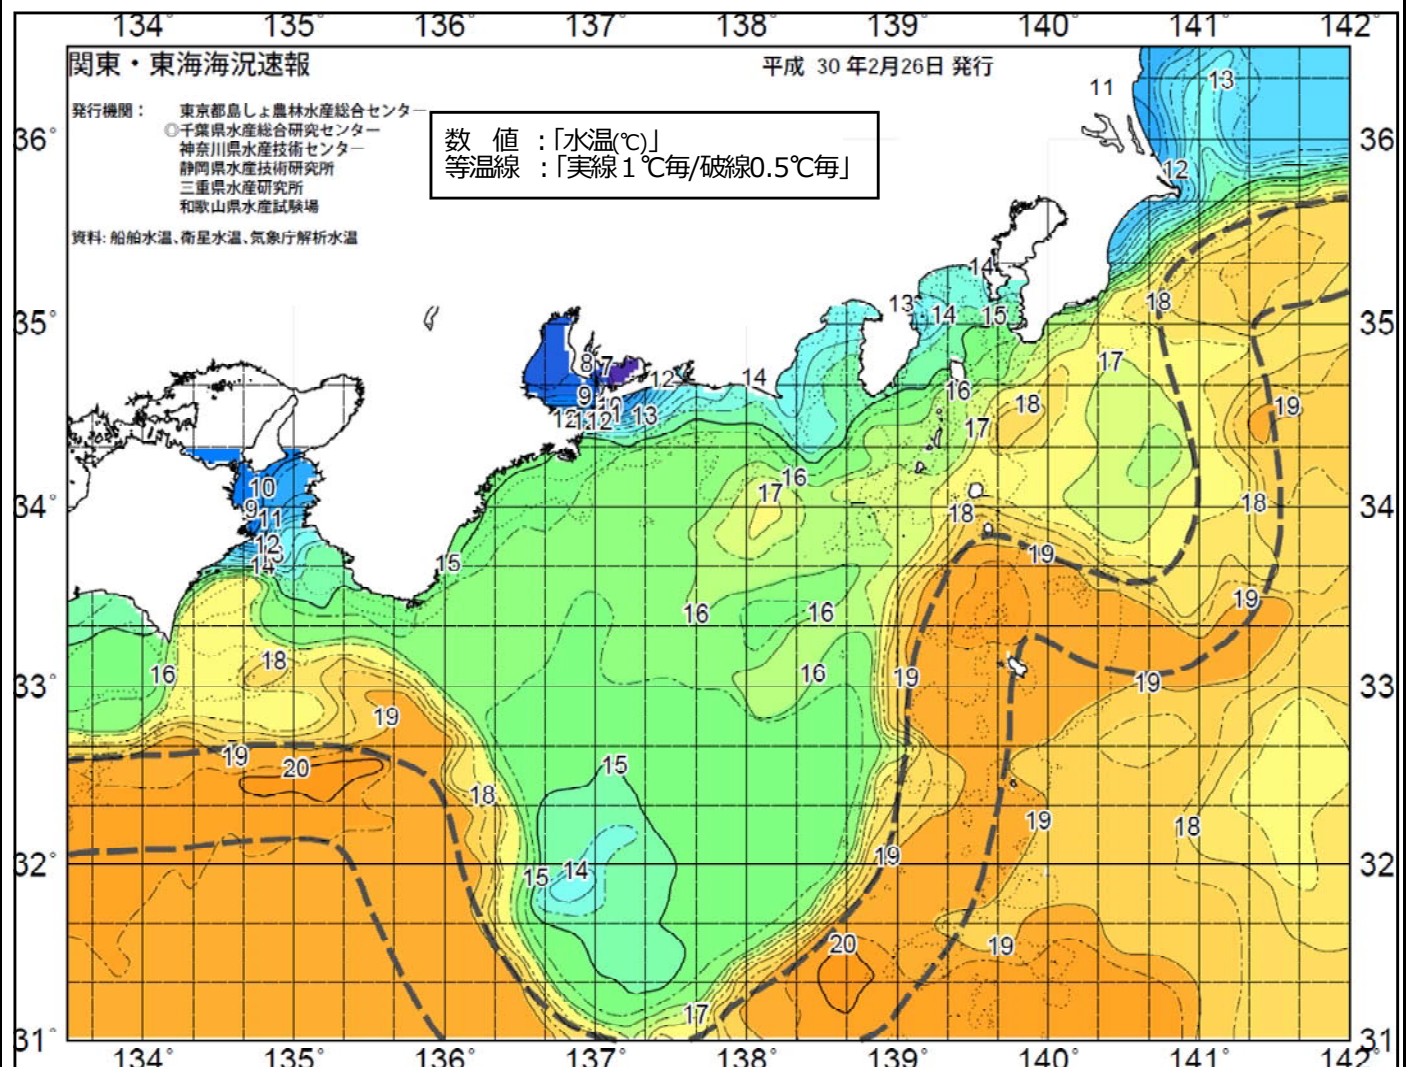 134° 135° 136° 137° 138° 139° 140° 141° 142°
関東・東海海況速報
平成 30 年2月26日 発行
発行機関： 東京都島しょ農林水産総合センター
◎千葉県水産総合研究センター
神奈川県水産技術センター
静岡県水産技術研究所
三重県水産研究所
和歌山県水産試験場
資料: 船舶水温、衛星水温、気象庁解析水温
数 値 ：「水温(℃)」
等温線 ：「実線１℃毎/破線0.5℃毎」
11 13
36° 36
12
14
13 14 15 18
35° 35
8 7 12 14 17
9 10 16 18 19
12 12 13 17
16
10 17
34° 9 18 18 34
11
12 19
14 15
16 16 19
18 16
33° 16 19 19 33
19
19 20 15
18
19 18
32° 15 14 19 32
20 19
17
31° 31
134° 135° 136° 137° 138° 139° 140° 141° 142°